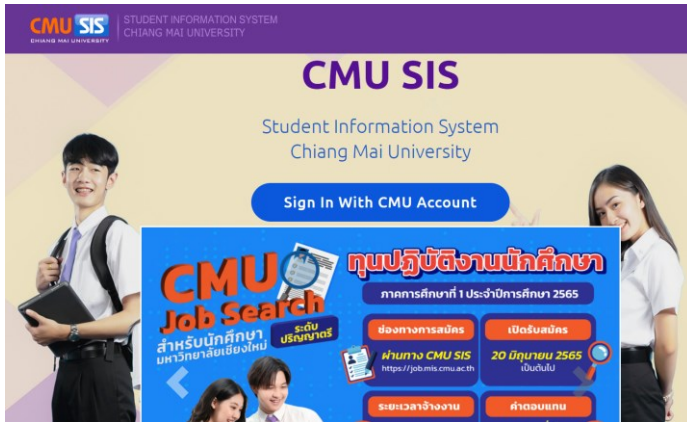 CMU SIS
CHIANG MAI UNIVERSITY
STUDENT INFORMATION SYSTEM
CHIANG MAI UNIVERSITY
CMU SIS
Student Information System
Chiang Mai University
Sign In With CMU Account
CMU
Job Search
สำหรับนักศึกษา
มหาวิทยาลัยเชียงใหม่
ระดับ
ปริญญาตรี
ทุนปฏิบัติงานนักศึกษา
ภาคการศึกษาที่ 1 ประจำปีการศึกษา 2565
ช่องทางการสมัคร
ผ่านทาง CMU SIS
https://job.mis.cmu.ac.th
เปิดรับสมัคร
20 มิถุนายน 2565
เป็นต้นไป
ระยะเวลาจ้างงาน
ค่าตอบแทน